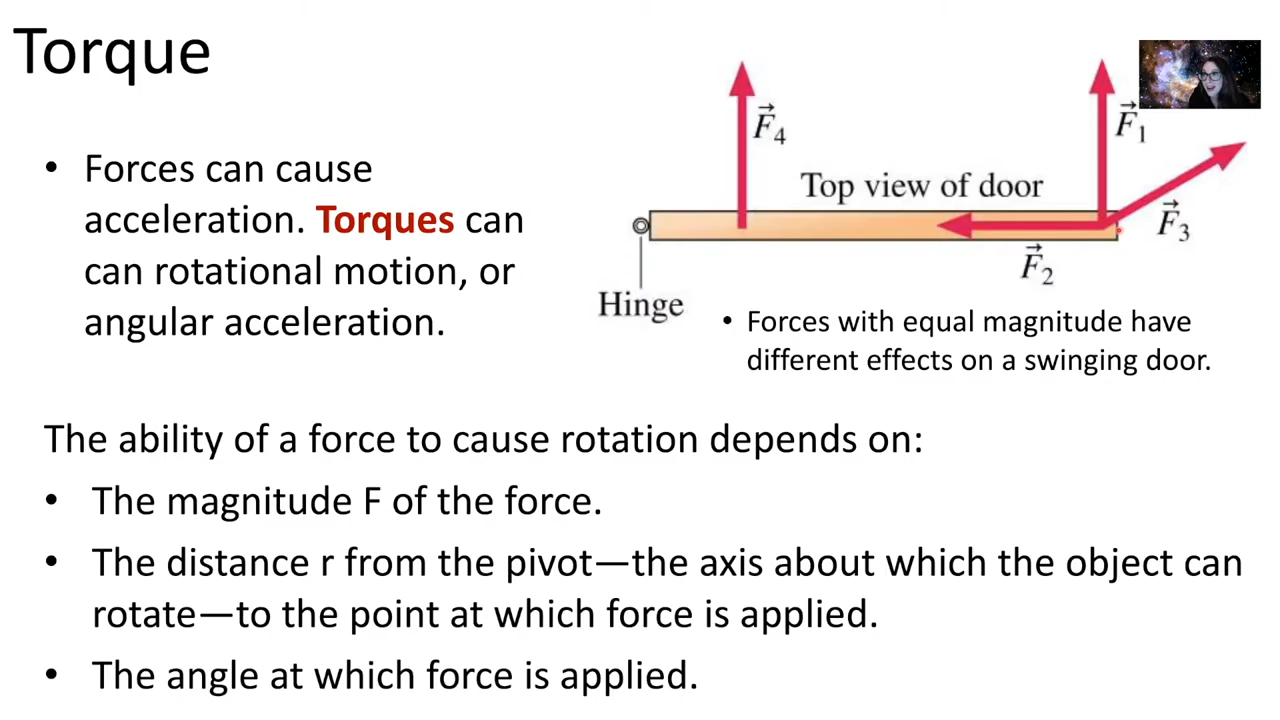 Torque
• Forces can cause
acceleration. Torques can
can rotational motion, or
angular acceleration.
F⃗₄
F⃗₁
Top view of door
F⃗₃
F⃗₂
Hinge
• Forces with equal magnitude have
different effects on a swinging door.
The ability of a force to cause rotation depends on:
• The magnitude F of the force.
• The distance r from the pivot—the axis about which the object can
rotate—to the point at which force is applied.
• The angle at which force is applied.